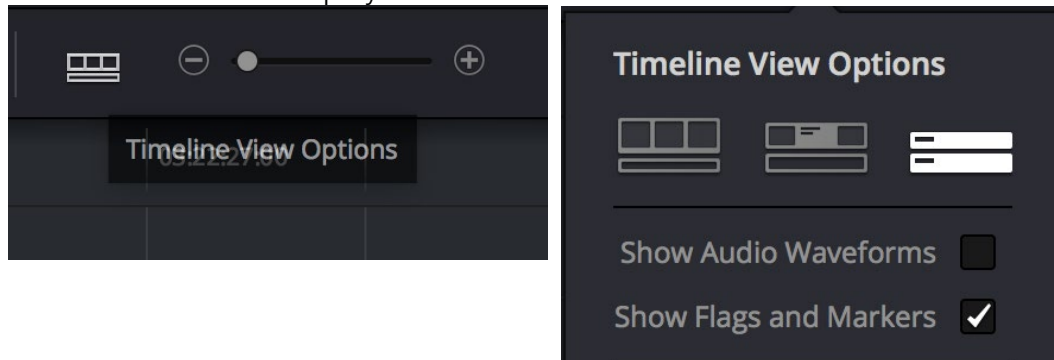 Timeline View Options
Timeline View Options
Show Audio Waveforms
Show Flags and Markers